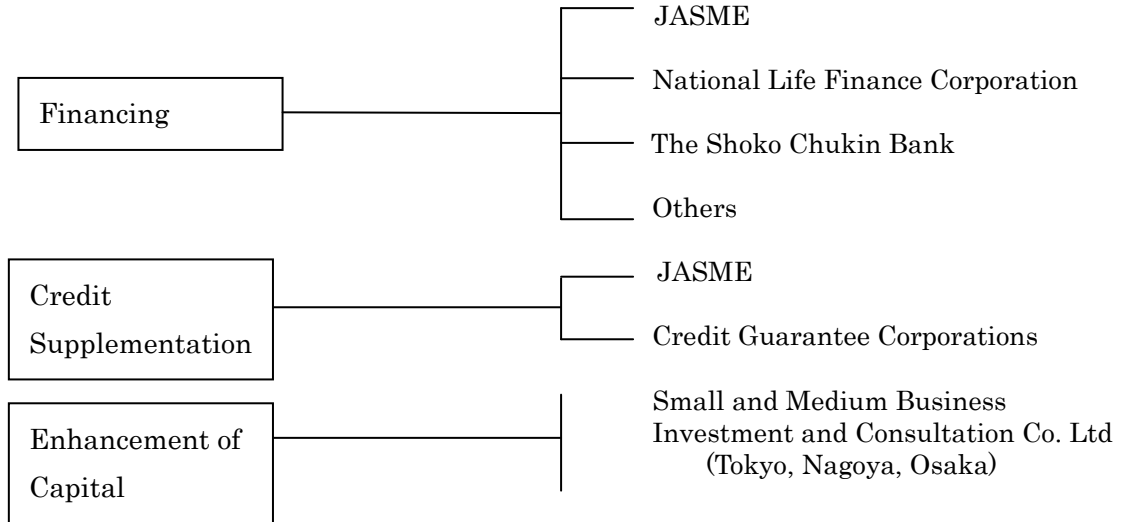 JASME
National Life Finance Corporation
Financing
The Shoko Chukin Bank
Others
JASME
Credit
Supplementation
Credit Guarantee Corporations
Small and Medium Business
Investment and Consultation Co. Ltd
(Tokyo, Nagoya, Osaka)
Enhancement of
Capital